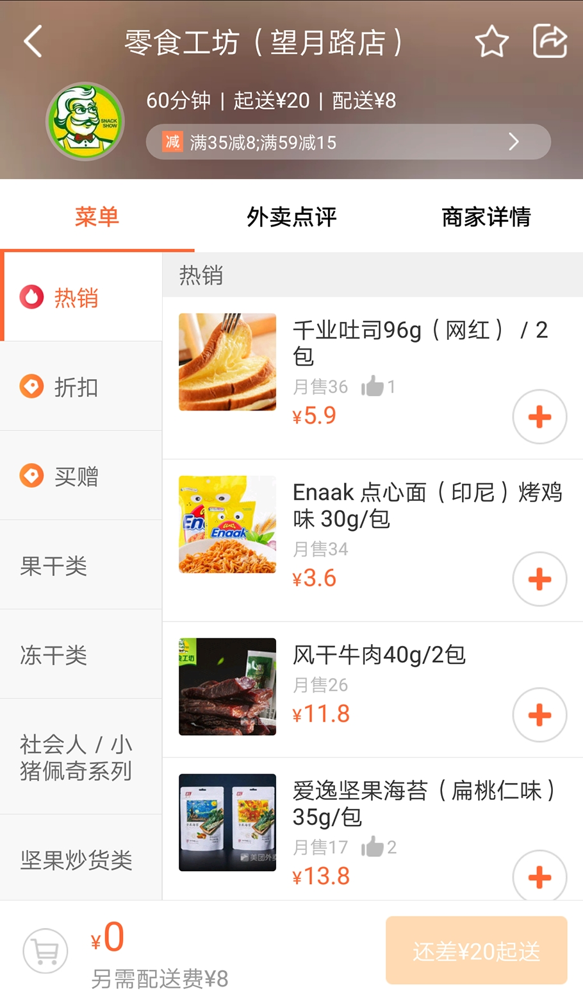 零食工坊（望月路店）
60分钟 | 起送¥20 | 配送¥8
SNACK
SHOW
减 满35减8;满59减15
菜单 外卖点评 商家详情
热销
热销
折扣
买赠
果干类
冻干类
社会人 / 小
猪佩奇系列
坚果炒货类
千业吐司96g（网红） / 2
包
月售36 1
¥5.9
Enaak
Enaak 点心面（印尼）烤鸡
味 30g/包
月售34
¥3.6
食工坊
风干牛肉40g/2包
月售26
¥11.8
美团外卖
爱逸坚果海苔（扁桃仁味）
35g/包
月售17 2
¥13.8
¥0
另需配送费¥8
还差¥20起送